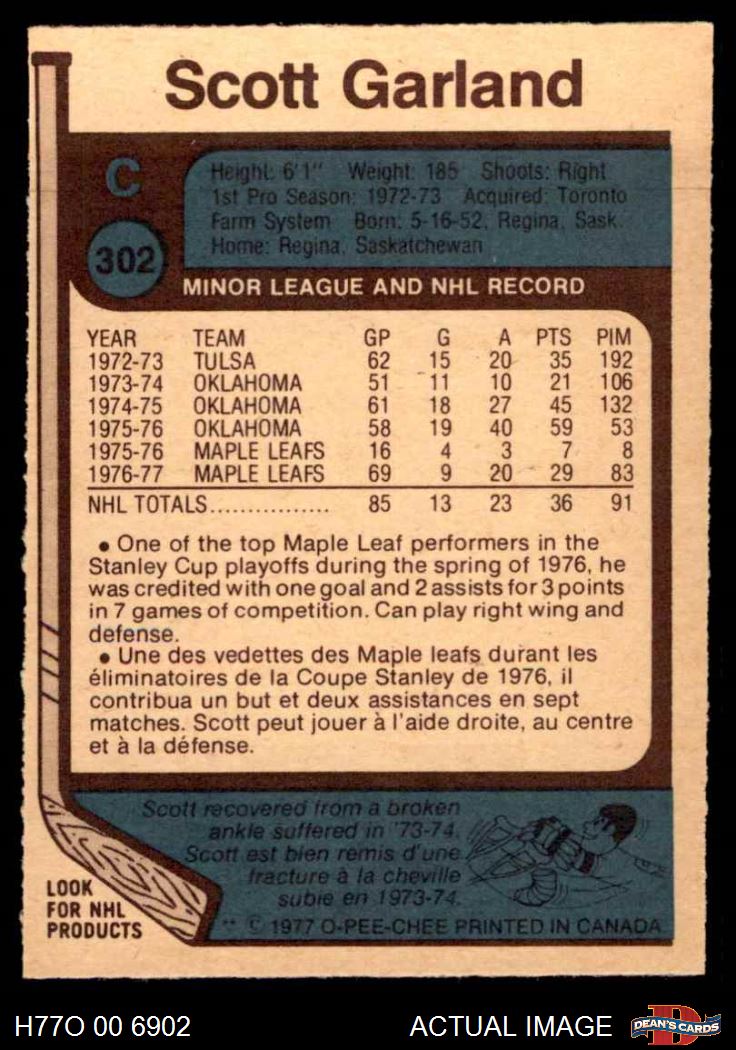 Scott Garland
C
Height: 6'1" Weight: 185 Shoots: Right
1st Pro Season: 1972-73 Acquired: Toronto
Farm System Born: 5-16-52, Regina, Sask.
Home: Regina, Saskatchewan
302
MINOR LEAGUE AND NHL RECORD
YEAR TEAM GP G A PTS PIM
1972-73 TULSA 62 15 20 35 192
1973-74 OKLAHOMA 51 11 10 21 106
1974-75 OKLAHOMA 61 18 27 45 132
1975-76 OKLAHOMA 58 19 40 59 53
1975-76 MAPLE LEAFS 16 4 3 7 8
1976-77 MAPLE LEAFS 69 9 20 29 83
NHL TOTALS................ 85 13 23 36 91
• One of the top Maple Leaf performers in the
Stanley Cup playoffs during the spring of 1976, he
was credited with one goal and 2 assists for 3 points
in 7 games of competition. Can play right wing and
defense.
• Une des vedettes des Maple leafs durant les
éliminatoires de la Coupe Stanley de 1976, il
contribua un but et deux assistances en sept
matches. Scott peut jouer à l'aide droite, au centre
et à la défense.
Scott recovered from a broken
ankle suffered in '73-74.
Scott est bien remis d'une
fracture à la cheville
subie en 1973-74.
LOOK
FOR NHL
PRODUCTS
** © 1977 O-PEE-CHEE PRINTED IN CANADA
H77O 00 6902 ACTUAL IMAGE
D
DEAN'S CARDS